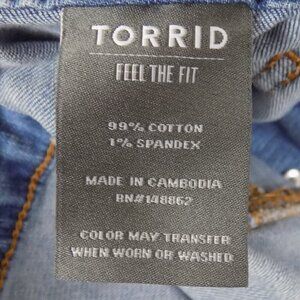 TORRID
FEEL THE FIT
99% COTTON
1% SPANDEX
MADE IN CAMBODIA
BN#148862
COLOR MAY TRANSFER
WHEN WORN OR WASHED